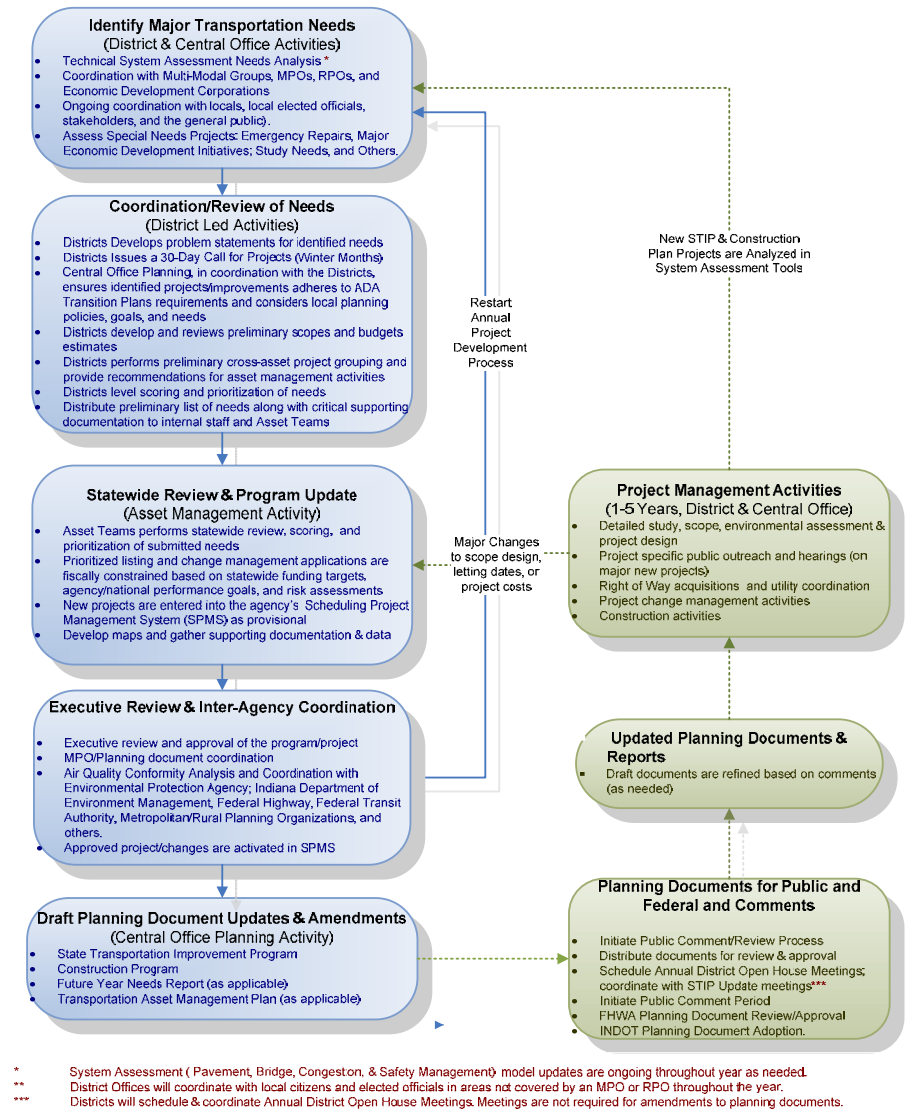 Identify Major Transportation Needs
(District & Central Office Activities)
• Technical System Assessment Needs Analysis *
• Coordination with Multi-Modal Groups, MPOs, RPOs, and
Economic Development Corporations
• Ongoing coordination with locals, local elected officials,
stakeholders, and the general public).
• Assess Special Needs Projects: Emergency Repairs, Major
Economic Development Initiatives; Study Needs, and Others.
Coordination/Review of Needs
(District Led Activities)
• Districts Develops problem statements for identified needs
• Districts Issues a 30-Day Call for Projects (Winter Months)
• Central Office Planning, in coordination with the Districts,
ensures identified projects/improvements adheres to ADA
Transition Plans requirements and considers local planning
policies, goals, and needs
• Districts develop and reviews preliminary scopes and budgets
estimates
• Districts performs preliminary cross-asset project grouping and
provide recommendations for asset management activities
• Districts level scoring and prioritization of needs
• Distribute preliminary list of needs along with critical supporting
documentation to internal staff and Asset Teams
Statewide Review & Program Update
(Asset Management Activity)
• Asset Teams performs statewide review, scoring, and
prioritization of submitted needs
• Prioritized listing and change management applications are
fiscally constrained based on statewide funding targets,
agency/national performance goals, and risk assessments
• New projects are entered into the agency's Scheduling Project
Management System (SPMS) as provisional
• Develop maps and gather supporting documentation & data
Executive Review & Inter-Agency Coordination
• Executive review and approval of the program/project
• MPO/Planning document coordination
• Air Quality Conformity Analysis and Coordination with
Environmental Protection Agency; Indiana Department of
Environment Management, Federal Highway, Federal Transit
Authority, Metropolitan/Rural Planning Organizations, and
others.
• Approved project/changes are activated in SPMS
Draft Planning Document Updates & Amendments
(Central Office Planning Activity)
• State Transportation Improvement Program
• Construction Program
• Future Year Needs Report (as applicable)
• Transportation Asset Management Plan (as applicable)
Restart
Annual
Project
Development
Process
Major Changes
to scope design,
letting dates, or
project costs
New STIP & Construction
Plan Projects are Analyzed in
System Assessment Tools
Project Management Activities
(1-5 Years, District & Central Office)
• Detailed study, scope, environmental assessment &
project design
• Project specific public outreach and hearings (on
major new projects)
• Right of Way acquisitions and utility coordination
• Project change management activities
• Construction activities
Updated Planning Documents &
Reports
▪ Draft documents are refined based on comments
(as needed)
Planning Documents for Public and
Federal and Comments
• Initiate Public Comment/Review Process
• Distribute documents for review & approval
• Schedule Annual District Open House Meetings;
coordinate with STIP Update meetings***
• Initiate Public Comment Period
• FHWA Planning Document Review/Approval
• INDOT Planning Document Adoption.
* System Assessment ( Pavement, Bridge, Congestion, & Safety Management) model updates are ongoing throughout year as needed.
** District Offices will coordinate with local citizens and elected officials in areas not covered by an MPO or RPO throughout the year.
*** Districts will schedule & coordinate Annual District Open House Meetings. Meetings are not required for amendments to planning documents.